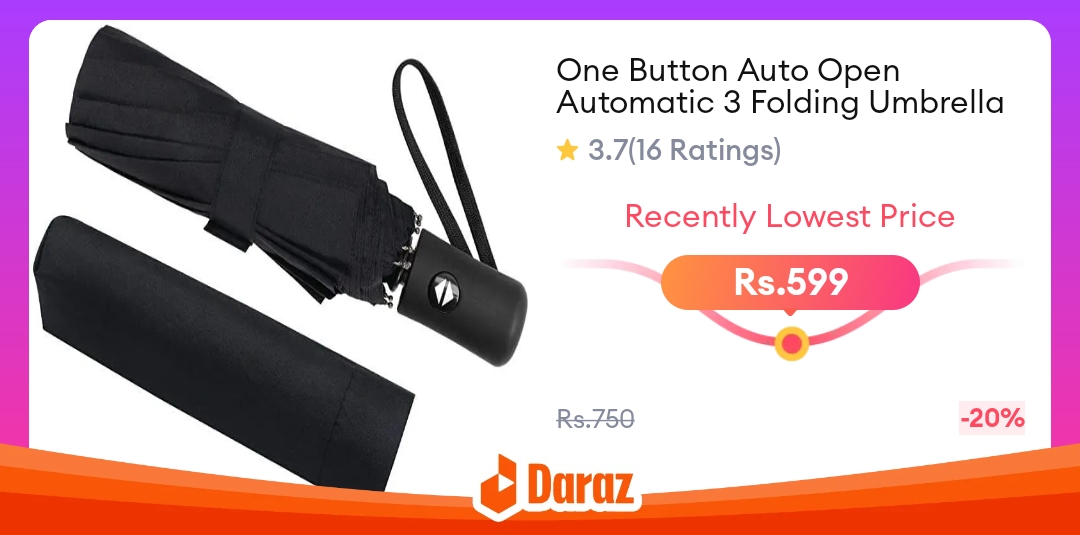 One Button Auto Open
Automatic 3 Folding Umbrella
3.7(16 Ratings)
Recently Lowest Price
Rs.599
Rs.750
-20%
Daraz